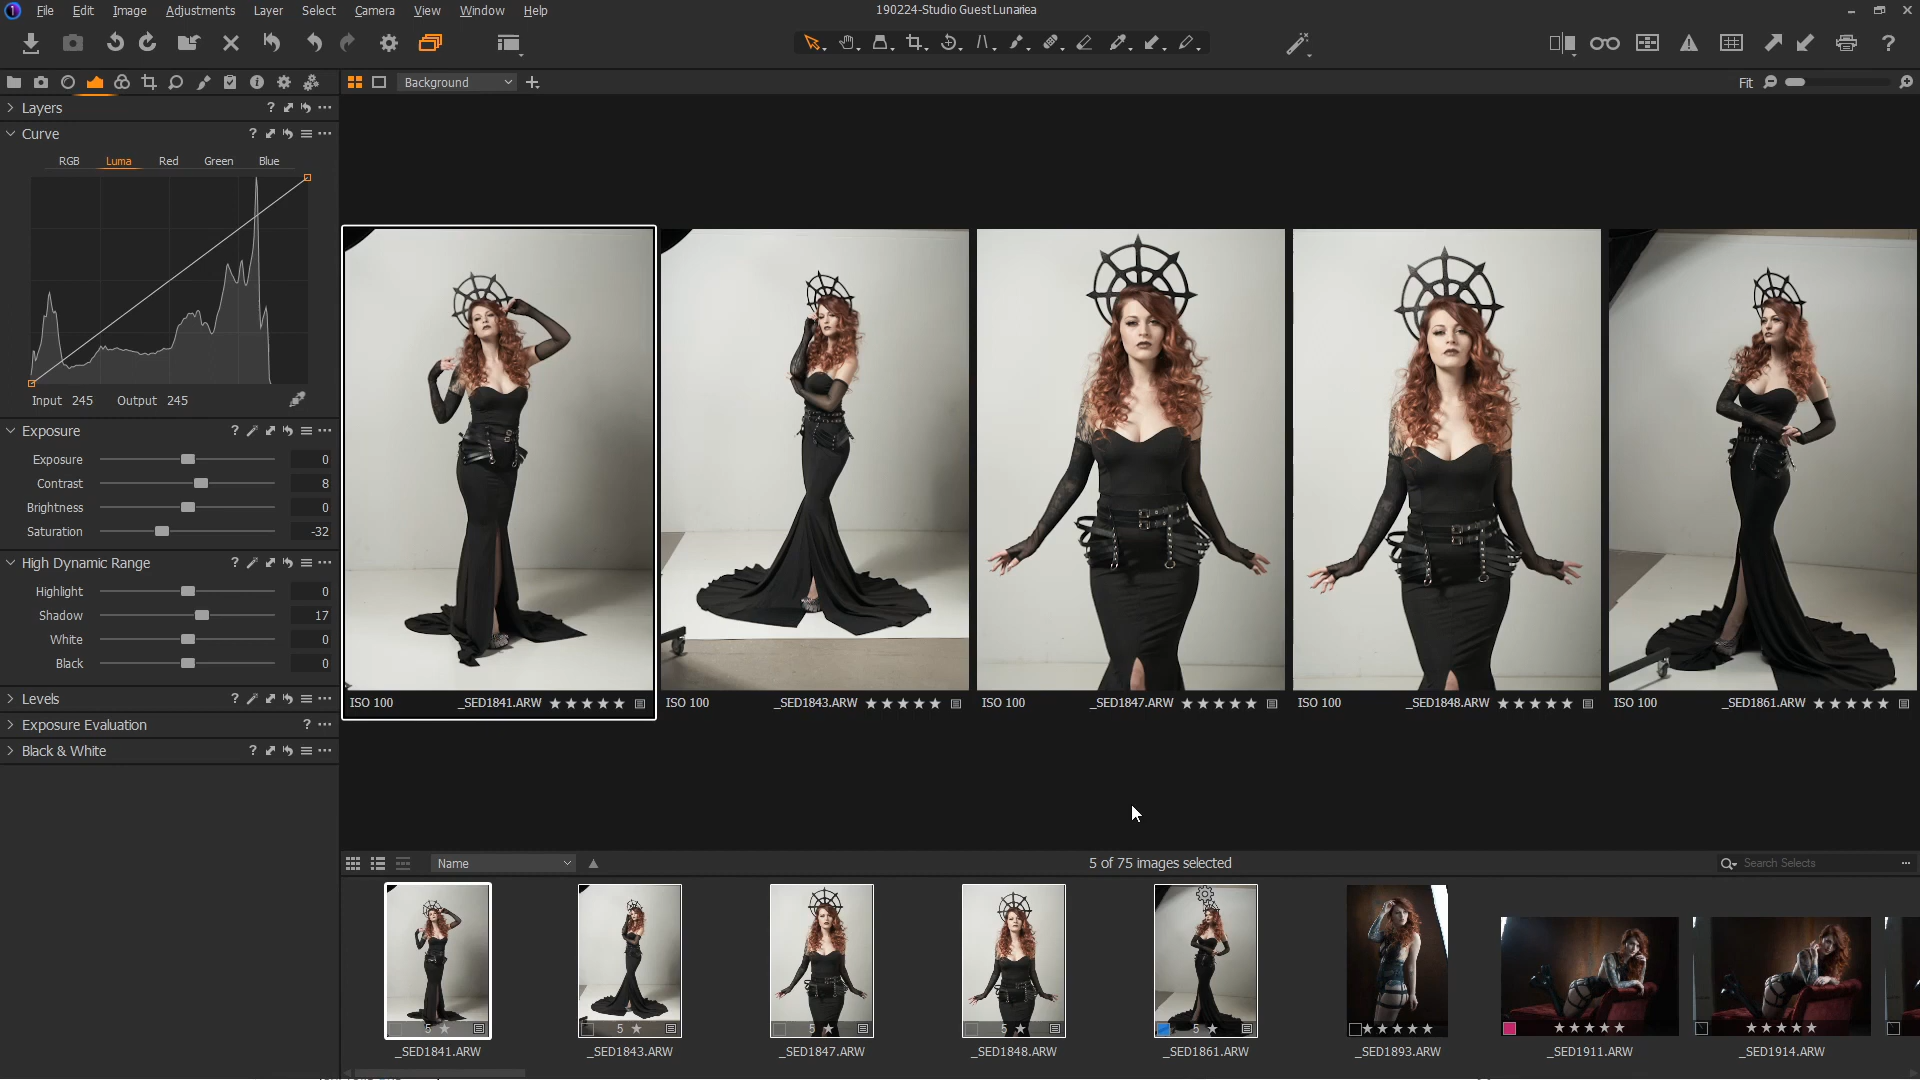 File Edit Image Adjustments Layer Select Camera View Window Help
190224-Studio Guest Lunariea
Background
Fit
Layers
Curve
RGB Luma Red Green Blue
Input 245 Output 245
Exposure
Exposure 0
Contrast 8
Brightness 0
Saturation -32
High Dynamic Range
Highlight 0
Shadow 17
White 0
Black 0
Levels
Exposure Evaluation
Black & White
ISO 100 _SED1841.ARW
ISO 100 _SED1843.ARW
ISO 100 _SED1847.ARW
ISO 100 _SED1848.ARW
ISO 100 _SED1861.ARW
Name
5 of 75 images selected
Search Selects
5
5
5
5
5
_SED1841.ARW
_SED1843.ARW
_SED1847.ARW
_SED1848.ARW
_SED1861.ARW
_SED1893.ARW
_SED1911.ARW
_SED1914.ARW